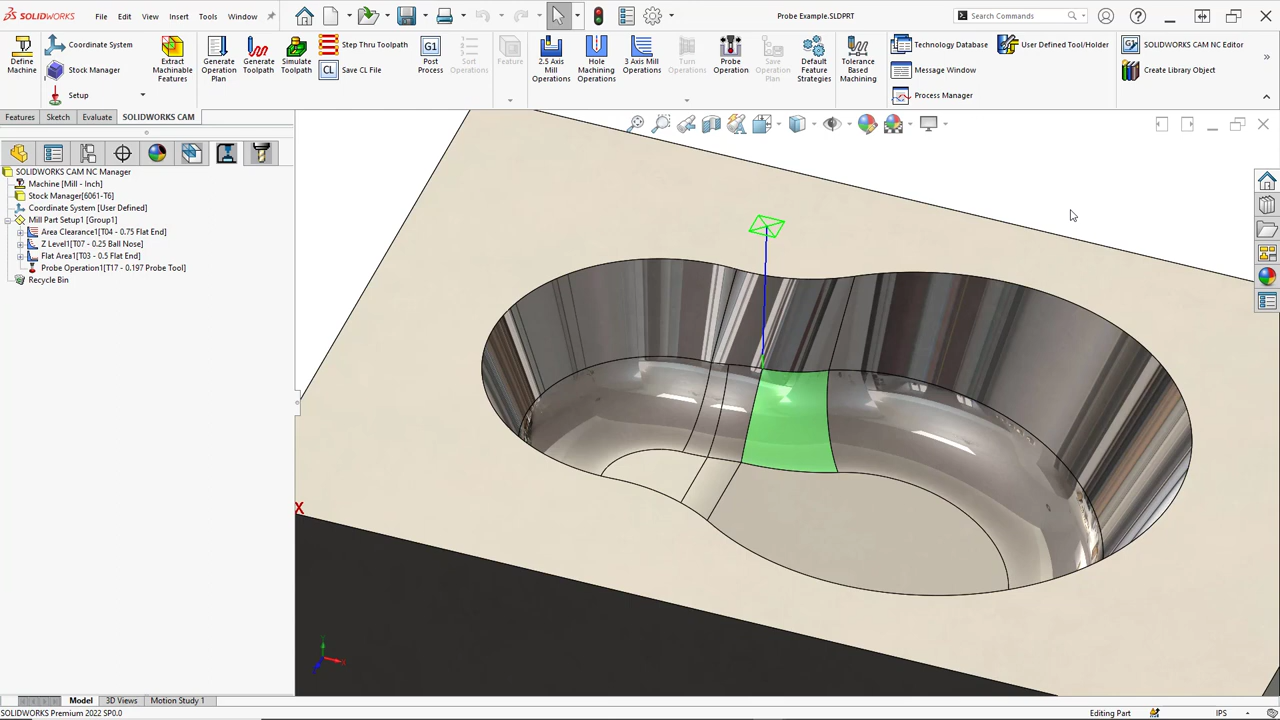 SOLIDWORKS
File Edit View Insert Tools Window
Probe Example.SLDPRT
Search Commands
Define Machine
Coordinate System
Stock Manager
Setup
Extract Machinable Features
Generate Operation Plan
Generate Toolpath
Simulate Toolpath
Step Thru Toolpath
Save CL File
G1
CL
Post Process
Sort Operations
Feature
2.5 Axis Mill Operations
Hole Machining Operations
3 Axis Mill Operations
Turn Operations
Probe Operation
Save Operation Plan
Default Feature Strategies
Tolerance Based Machining
Technology Database
Message Window
Process Manager
User Defined Tool/Holder
SOLIDWORKS CAM NC Editor
Create Library Object
Features Sketch Evaluate SOLIDWORKS CAM
SOLIDWORKS CAM NC Manager
Machine [Mill - Inch]
Stock Manager[6061-T6]
Coordinate System [User Defined]
Mill Part Setup1 [Group1]
Area Clearance1[T04 - 0.75 Flat End]
Z Level1[T07 - 0.25 Ball Nose]
Flat Area1[T03 - 0.5 Flat End]
Probe Operation1[T17 - 0.197 Probe Tool]
Recycle Bin
X
Model 3D Views Motion Study 1
SOLIDWORKS Premium 2022 SP0.0
Editing Part
IPS